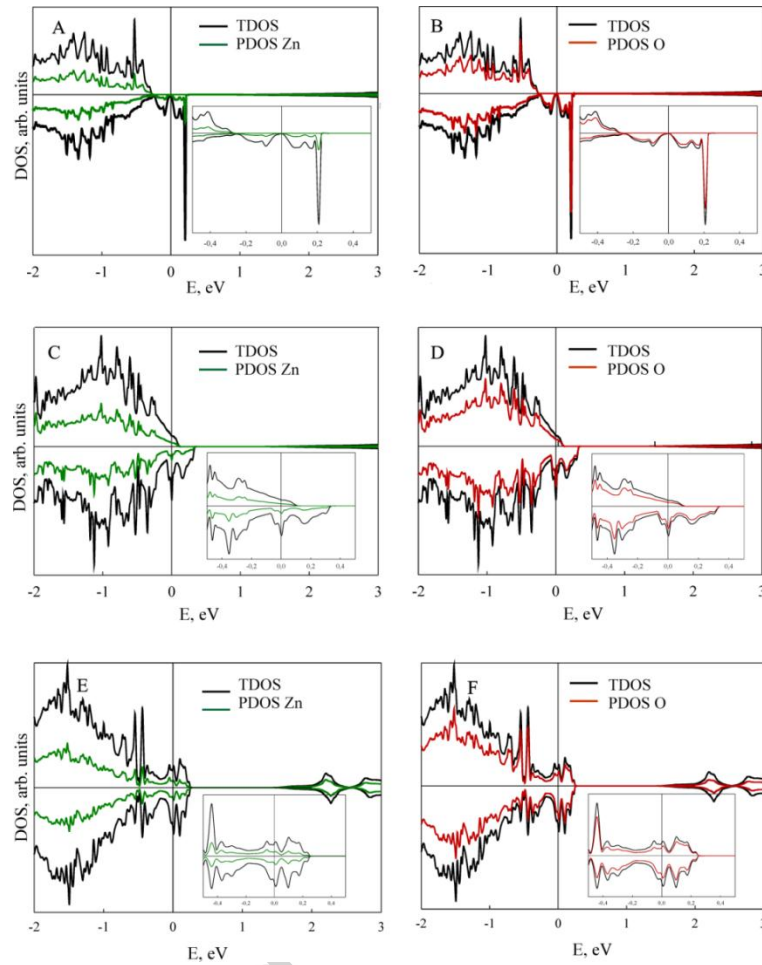 A
TDOS
PDOS Zn
DOS, arb. units
-0,4 -0,2 0,0 0,2 0,4
-2 -1 0 1 2 3
E, eV
B
TDOS
PDOS O
-0,4 -0,2 0,0 0,2 0,4
-2 -1 0 1 2 3
E, eV
C
TDOS
PDOS Zn
DOS, arb. units
-0,4 -0,2 0,0 0,2 0,4
-2 -1 0 1 2 3
E, eV
D
TDOS
PDOS O
-0,4 -0,2 0,0 0,2 0,4
-2 -1 0 1 2 3
E, eV
E
TDOS
PDOS Zn
DOS, arb. units
-0,4 -0,2 0,0 0,2 0,4
-2 -1 0 1 2 3
E, eV
F
TDOS
PDOS O
-0,4 -0,2 0,0 0,2 0,4
-2 -1 0 1 2 3
E, eV